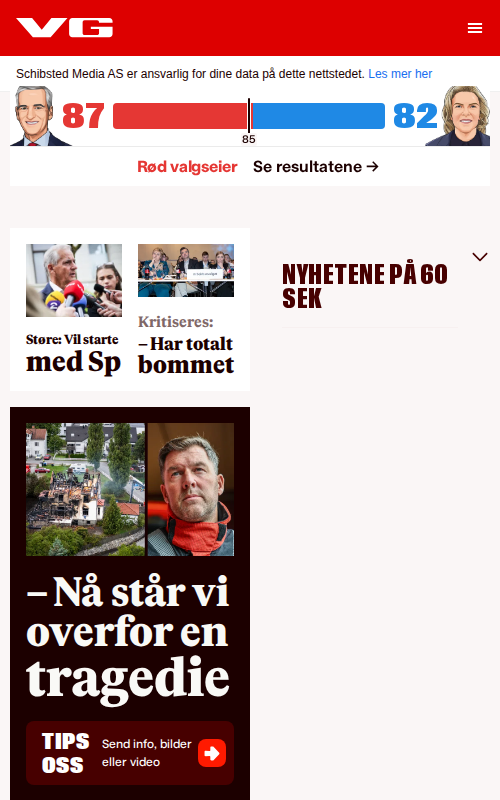 VG
Schibsted Media AS er ansvarlig for dine data på dette nettstedet. Les mer her
87
82
85
Rød valgseier Se resultatene →
Støre: Vil starte
med Sp
Kritiseres:
– Har totalt
bommet
NYHETENE PÅ 60
SEK
– Nå står vi
overfor en
tragedie
TIPS
OSS
Send info, bilder
eller video